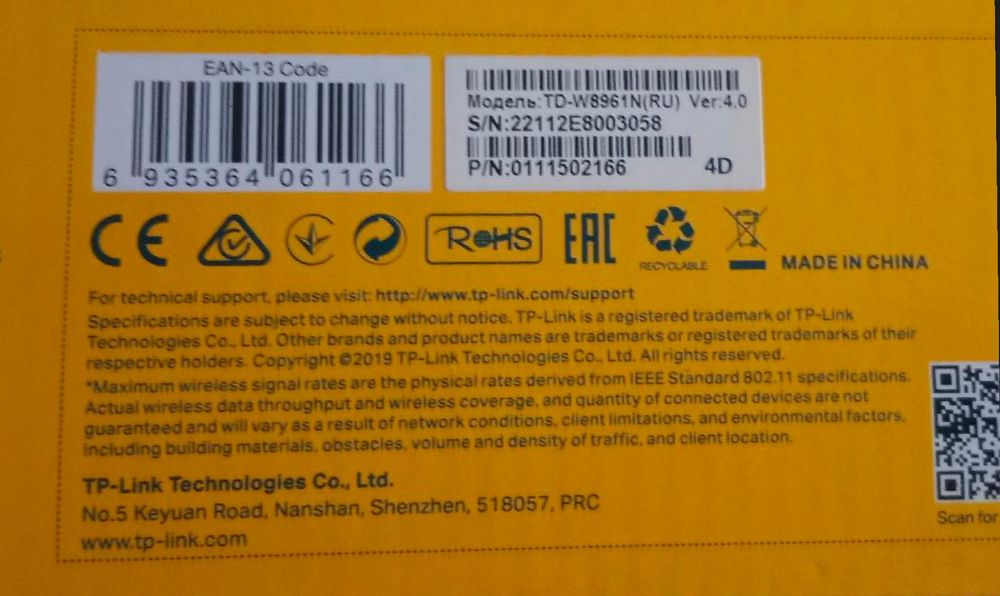 EAN-13 Code
6 935364 061166
Модель:TD-W8961N(RU) Ver:4.0
S/N:22112E8003058
P/N:0111502166 4D
CE
RoHS
EAC
RECYCLABLE
MADE IN CHINA
For technical support, please visit: http://www.tp-link.com/support
Specifications are subject to change without notice. TP-Link is a registered trademark of TP-Link
Technologies Co., Ltd. Other brands and product names are trademarks or registered trademarks of their
respective holders. Copyright ©2019 TP-Link Technologies Co., Ltd. All rights reserved.
*Maximum wireless signal rates are the physical rates derived from IEEE Standard 802.11 specifications.
Actual wireless data throughput and wireless coverage, and quantity of connected devices are not
guaranteed and will vary as a result of network conditions, client limitations, and environmental factors,
including building materials, obstacles, volume and density of traffic, and client location.
TP-Link Technologies Co., Ltd.
No.5 Keyuan Road, Nanshan, Shenzhen, 518057, PRC
www.tp-link.com
Scan for